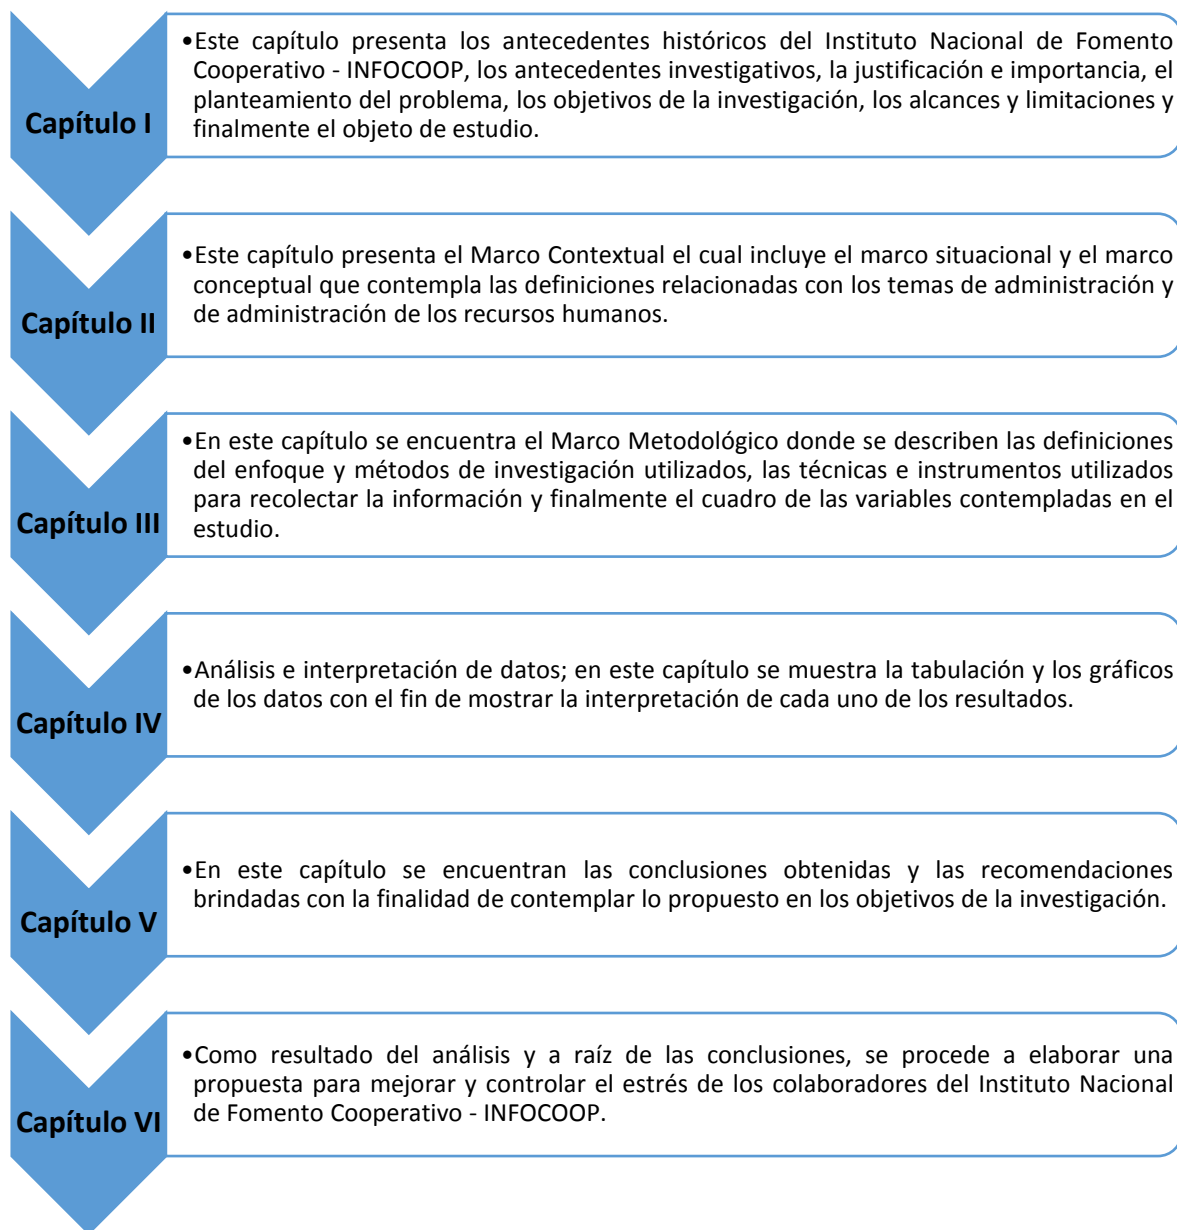 Capítulo I
•Este capítulo presenta los antecedentes históricos del Instituto Nacional de Fomento
Cooperativo - INFOCOOP, los antecedentes investigativos, la justificación e importancia, el
planteamiento del problema, los objetivos de la investigación, los alcances y limitaciones y
finalmente el objeto de estudio.
Capítulo II
•Este capítulo presenta el Marco Contextual el cual incluye el marco situacional y el marco
conceptual que contempla las definiciones relacionadas con los temas de administración y
de administración de los recursos humanos.
Capítulo III
•En este capítulo se encuentra el Marco Metodológico donde se describen las definiciones
del enfoque y métodos de investigación utilizados, las técnicas e instrumentos utilizados
para recolectar la información y finalmente el cuadro de las variables contempladas en el
estudio.
Capítulo IV
•Análisis e interpretación de datos; en este capítulo se muestra la tabulación y los gráficos
de los datos con el fin de mostrar la interpretación de cada uno de los resultados.
Capítulo V
•En este capítulo se encuentran las conclusiones obtenidas y las recomendaciones
brindadas con la finalidad de contemplar lo propuesto en los objetivos de la investigación.
Capítulo VI
•Como resultado del análisis y a raíz de las conclusiones, se procede a elaborar una
propuesta para mejorar y controlar el estrés de los colaboradores del Instituto Nacional
de Fomento Cooperativo - INFOCOOP.